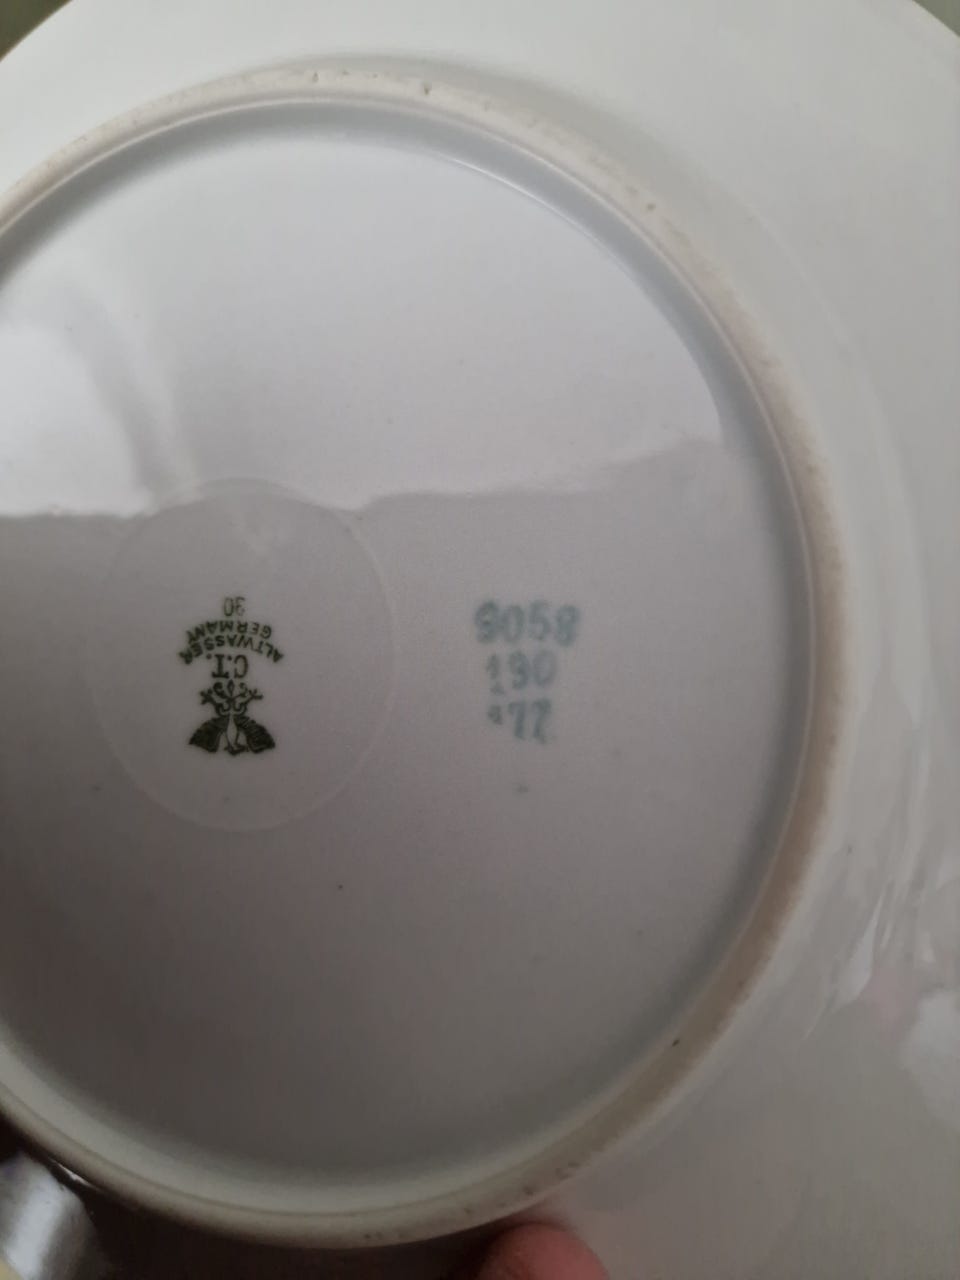 C.T.
ALTWASSER
GERMANY
30
9058
190